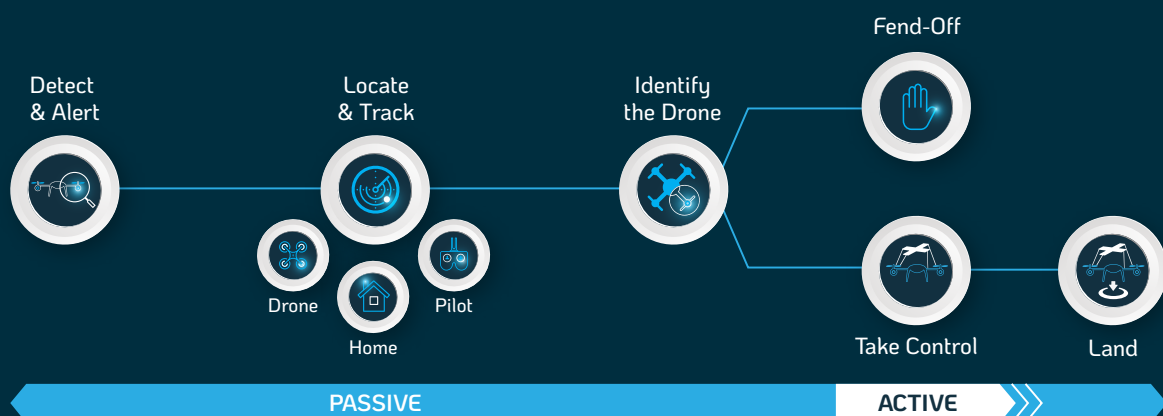 Detect
& Alert
Locate
& Track
Drone
Home
Pilot
Identify
the Drone
Fend-Off
Take Control
Land
PASSIVE
ACTIVE